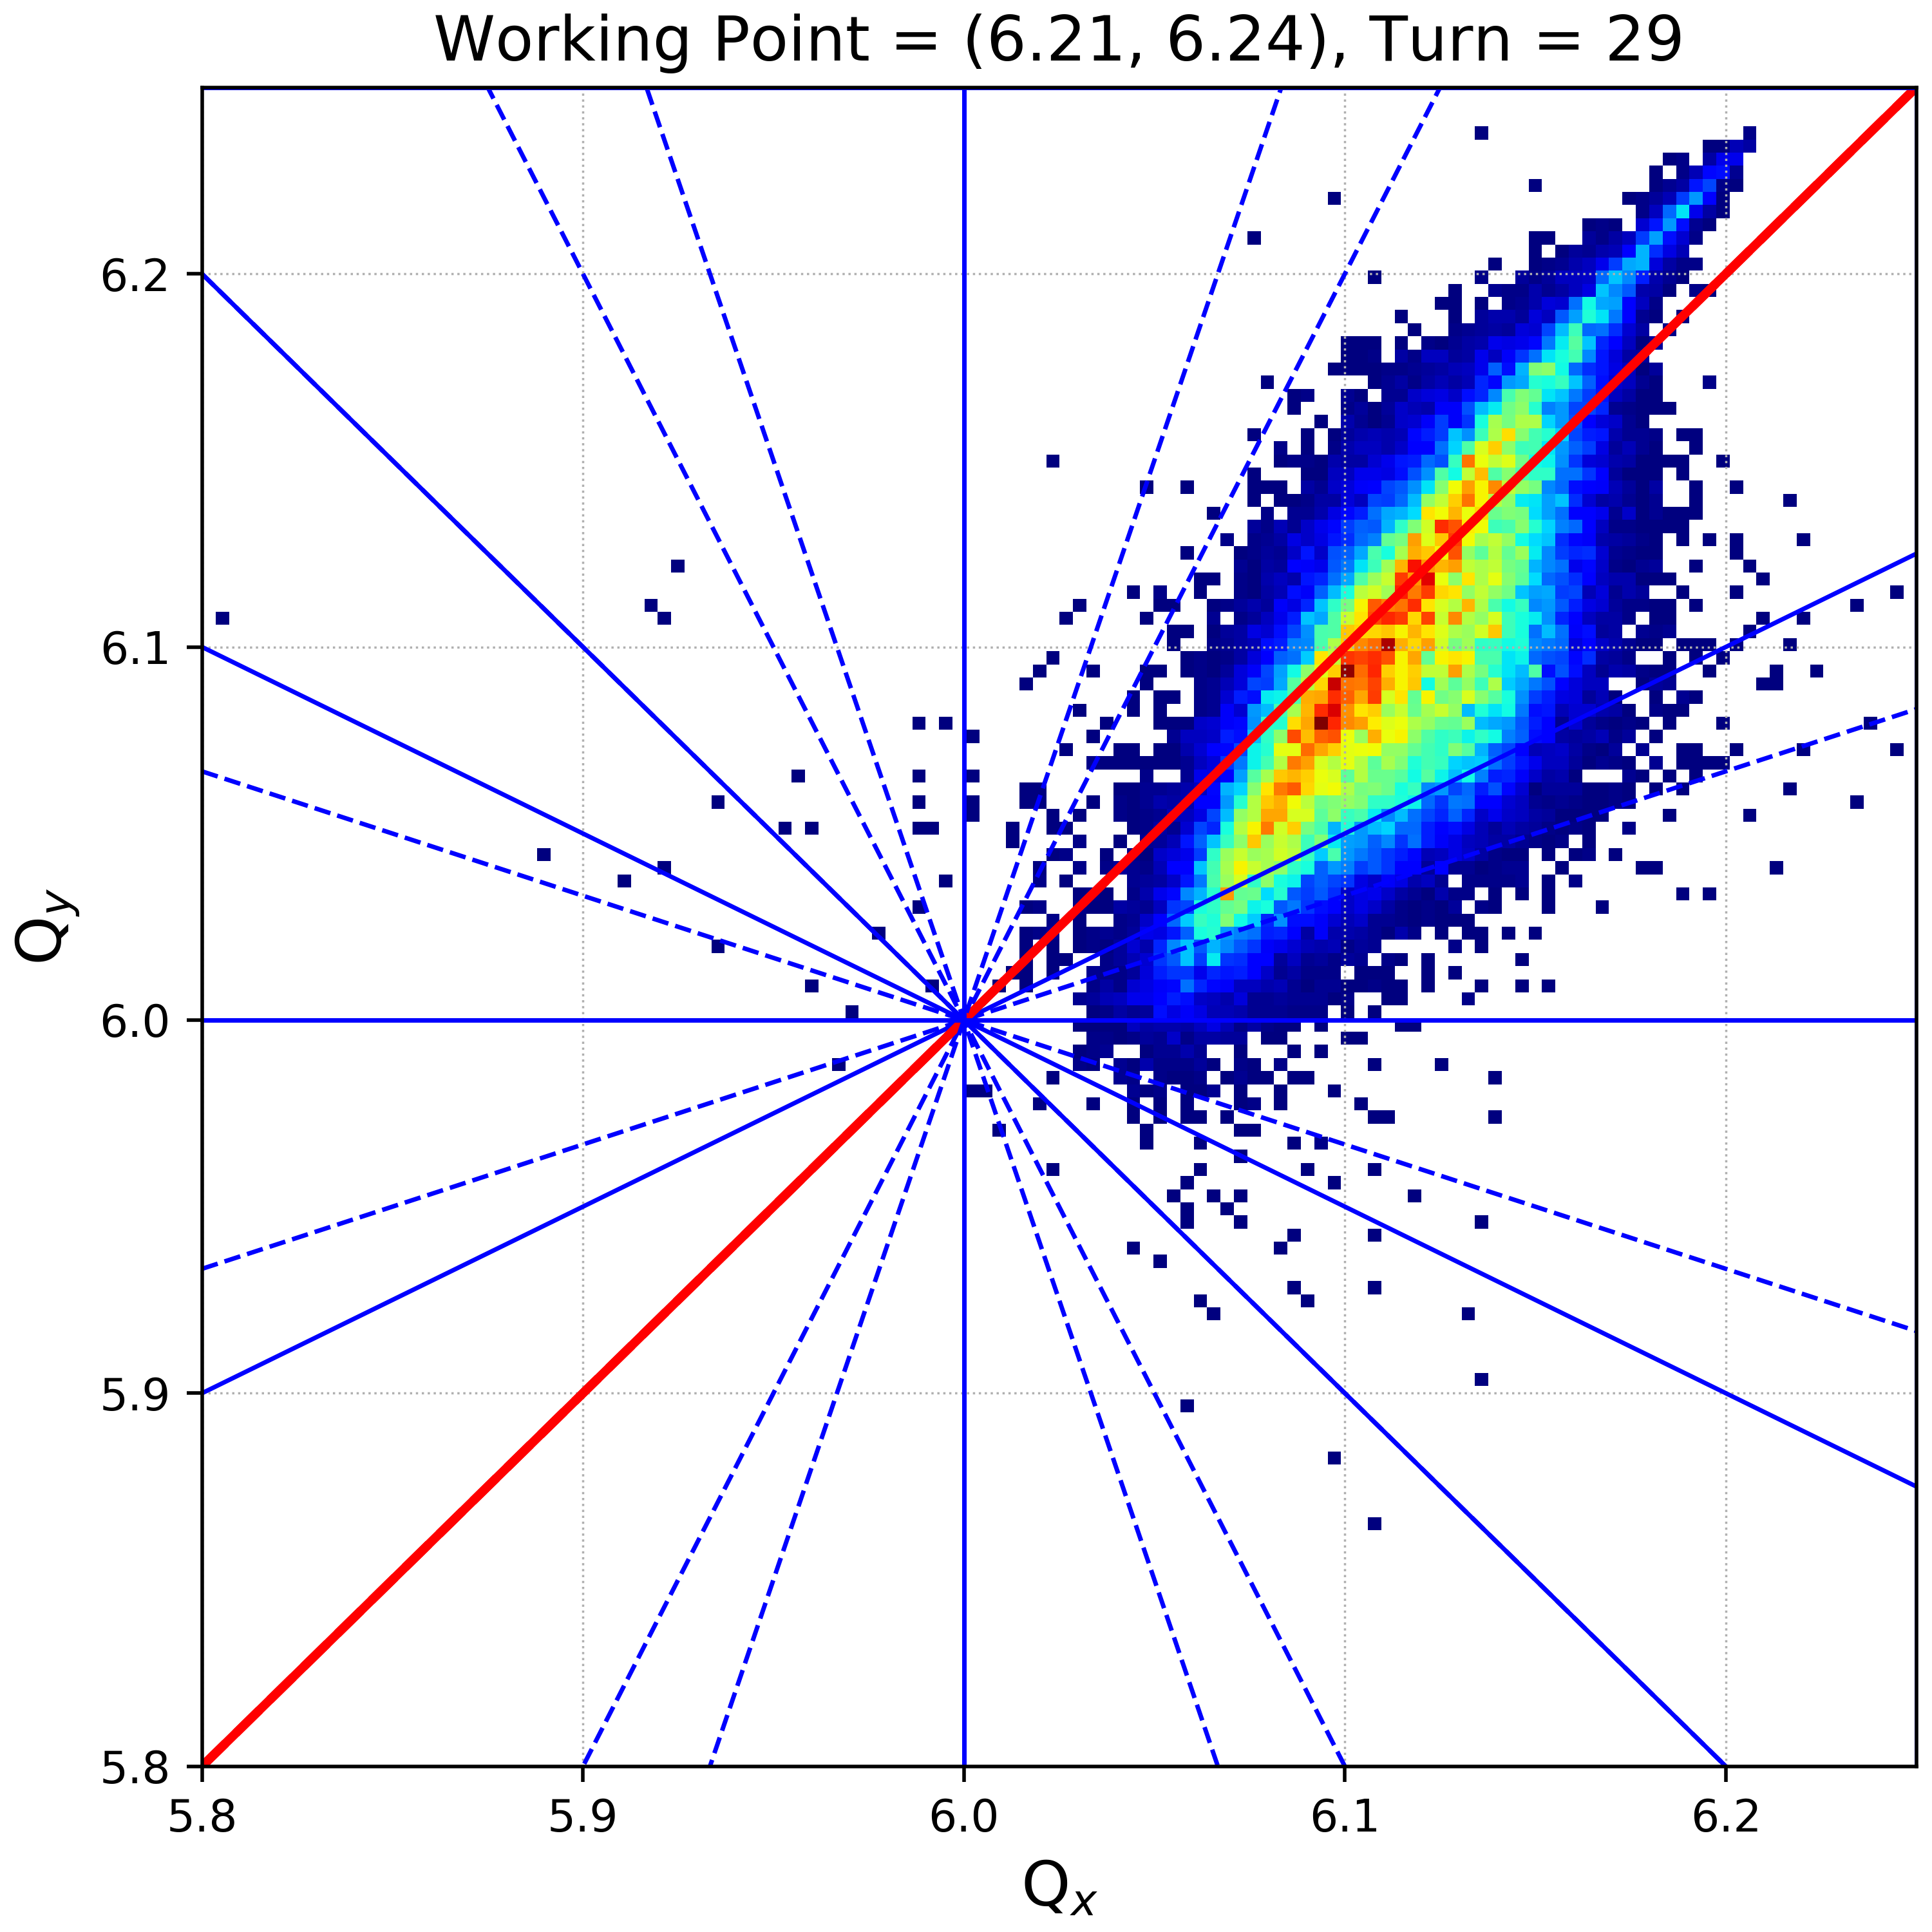 Working Point = (6.21, 6.24), Turn = 29
6.2
6.1
6.0
5.9
5.8
Qy
5.8 5.9 6.0 6.1 6.2
Qx